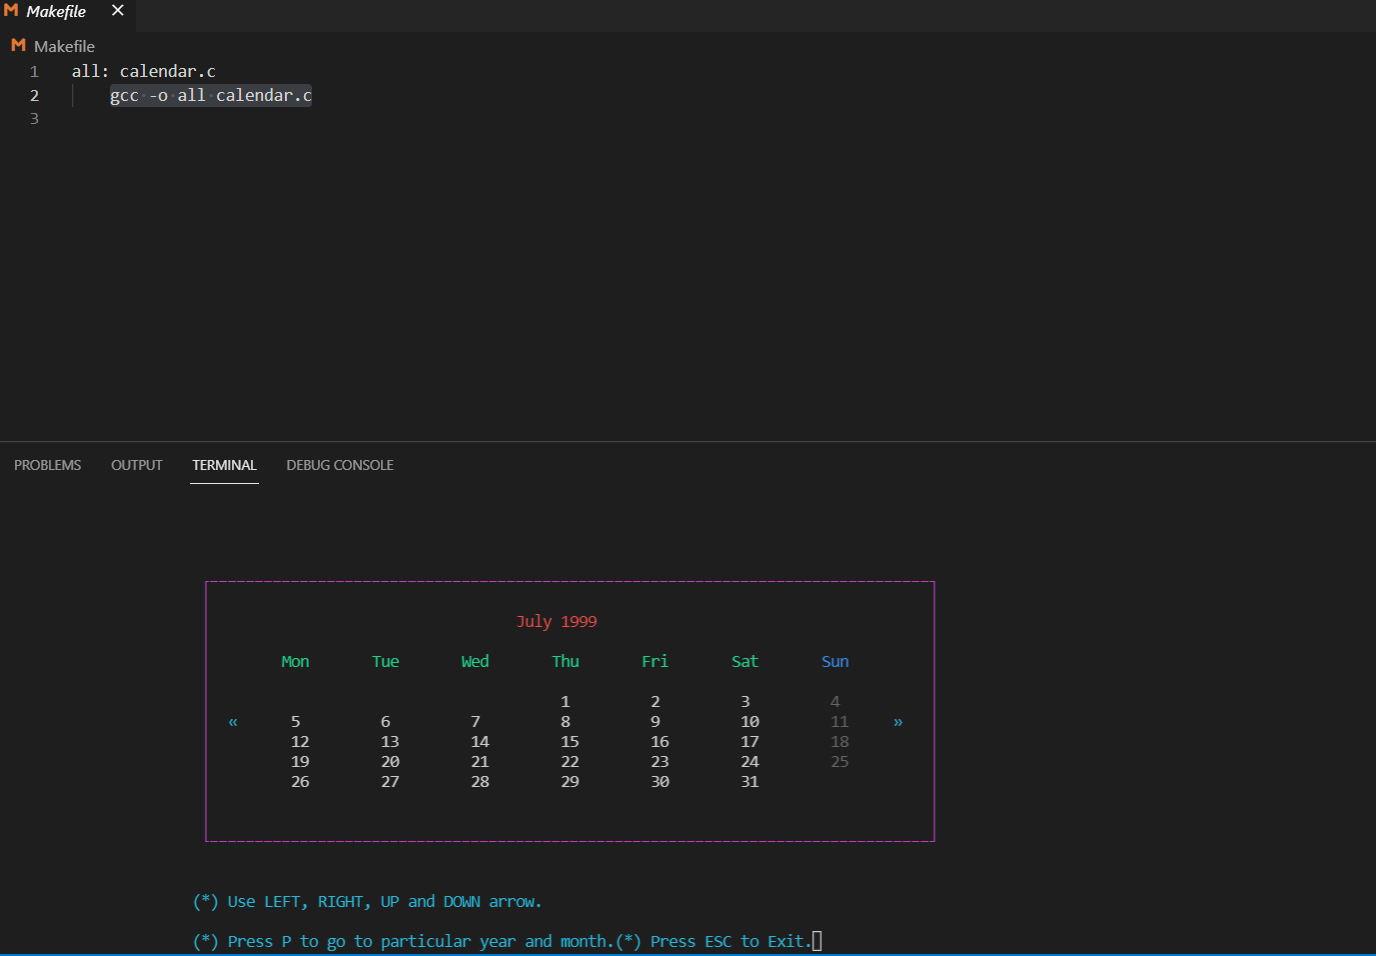 Makefile
Makefile
1 all: calendar.c
2 gcc -o all calendar.c
3
PROBLEMS OUTPUT TERMINAL DEBUG CONSOLE
July 1999
Mon Tue Wed Thu Fri Sat Sun
1 2 3 4
« 5 6 7 8 9 10 11 »
12 13 14 15 16 17 18
19 20 21 22 23 24 25
26 27 28 29 30 31
(*) Use LEFT, RIGHT, UP and DOWN arrow.
(*) Press P to go to particular year and month.(*) Press ESC to Exit.